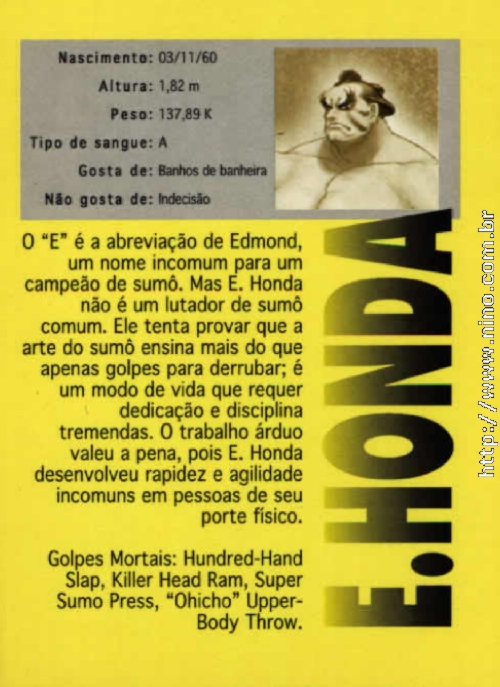 Nascimento: 03/11/60
Altura: 1,82 m
Peso: 137,89 K
Tipo de sangue: A
Gosta de: Banhos de banheira
Não gosta de: Indecisão
O "E" é a abreviação de Edmond,
um nome incomum para um
campeão de sumô. Mas E. Honda
não é um lutador de sumô
comum. Ele tenta provar que a
arte do sumô ensina mais do que
apenas golpes para derrubar; é
um modo de vida que requer
dedicação e disciplina
tremendas. O trabalho árduo
valeu a pena, pois E. Honda
desenvolveu rapidez e agilidade
incomuns em pessoas de seu
porte físico.
Golpes Mortais: Hundred-Hand
Slap, Killer Head Ram, Super
Sumo Press, "Ohicho" Upper-
Body Throw.
E.HONDA
http://www.nimo.com.br